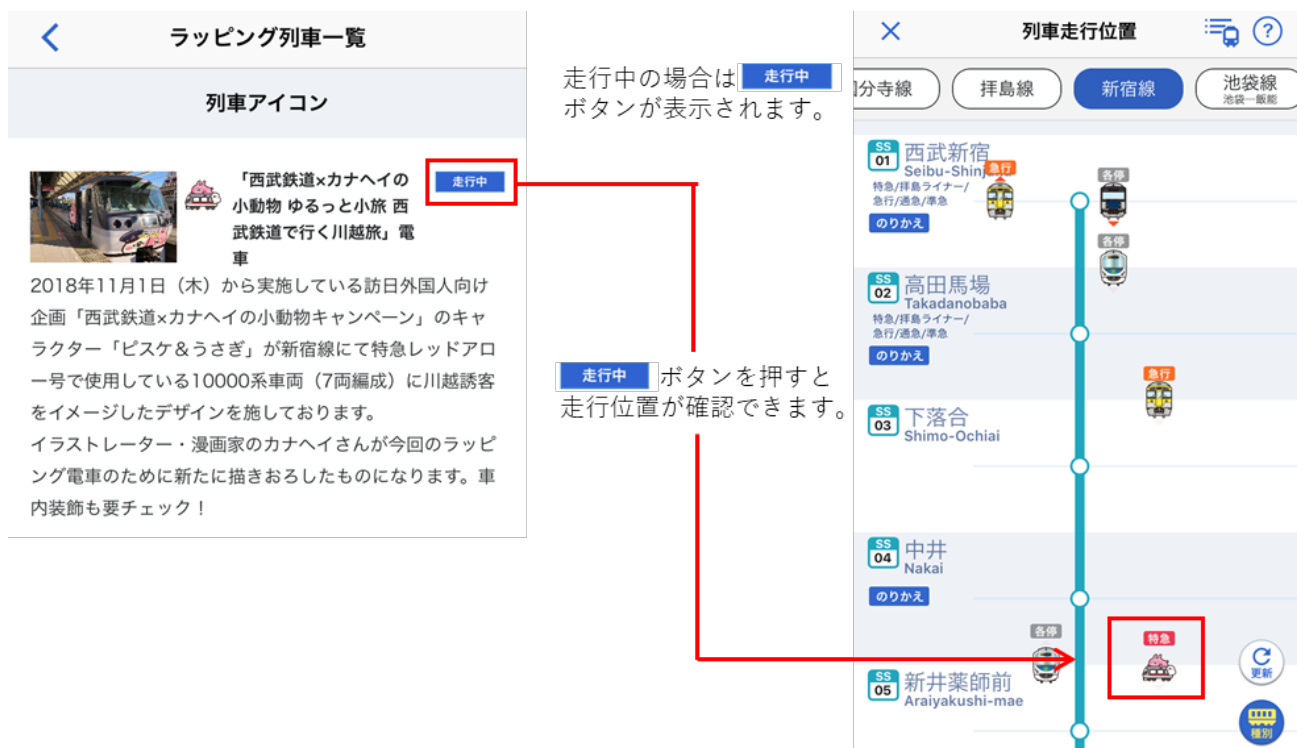 ラッピング列車一覧
列車アイコン
「西武鉄道×カナヘイの
小動物 ゆるっと小旅 西
武鉄道で行く川越旅」電
車
走行中
2018年11月1日（木）から実施している訪日外国人向け
企画「西武鉄道×カナヘイの小動物キャンペーン」のキャ
ラクター「ピスケ＆うさぎ」が新宿線にて特急レッドアロ
ー号で使用している10000系車両（7両編成）に川越誘客
をイメージしたデザインを施しております。
イラストレーター・漫画家のカナヘイさんが今回のラッピ
ング電車のために新たに描きおろしたものになります。車
内装飾も要チェック！
走行中の場合は 走行中
ボタンが表示されます。
走行中 ボタンを押すと
走行位置が確認できます。
列車走行位置
?
分寺線
拝島線
新宿線
池袋線
池袋―飯能
SS
01
西武新宿
Seibu-Shinj
特急/拝島ライナー/
急行/通急/準急
のりかえ
急行
各停
各停
SS
02
高田馬場
Takadanobaba
特急/拝島ライナー/
急行/通急/準急
のりかえ
急行
SS
03
下落合
Shimo-Ochiai
SS
04
中井
Nakai
のりかえ
各停
特急
更新
SS
05
新井薬師前
Araiyakushi-mae
種別